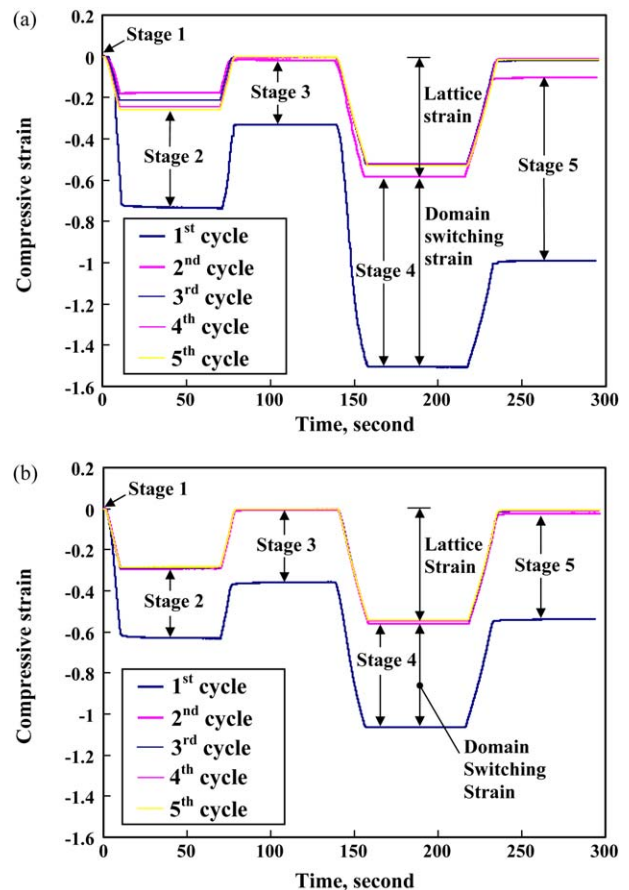 (a)
0.2
0
-0.2
-0.4
-0.6
-0.8
-1
-1.2
-1.4
-1.6
Compressive strain
Stage 1
Stage 2
Stage 3
Stage 4
Lattice
strain
Domain
switching
strain
Stage 5
1st cycle
2nd cycle
3rd cycle
4th cycle
5th cycle
0 50 100 150 200 250 300
Time, second
(b)
0.2
0
-0.2
-0.4
-0.6
-0.8
-1
-1.2
-1.4
-1.6
Compressive strain
Stage 1
Stage 2
Stage 3
Stage 4
Lattice
Strain
Stage 5
Domain
Switching
Strain
1st cycle
2nd cycle
3rd cycle
4th cycle
5th cycle
0 50 100 150 200 250 300
Time, second